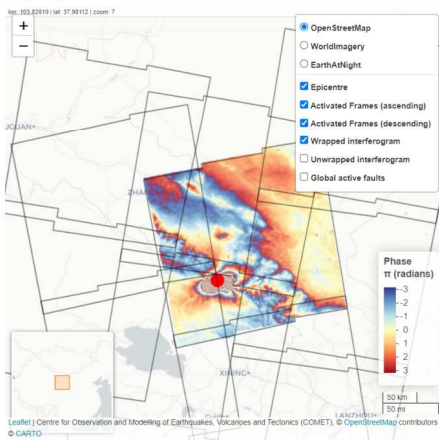 lon: 103.82610 | lat: 37.98112 | zoom: 7
+
−
OpenStreetMap
WorldImagery
EarthAtNight
Epicentre
Activated Frames (ascending)
Activated Frames (descending)
Wrapped interferogram
Unwrapped interferogram
Global active faults
Phase
π (radians)
-3
-2
-1
0
1
2
3
XINING
LANZHOU
50 km
50 mi
Leaflet | Centre for Observation and Modelling of Earthquakes, Volcanoes and Tectonics (COMET), © OpenStreetMap contributors
© CARTO